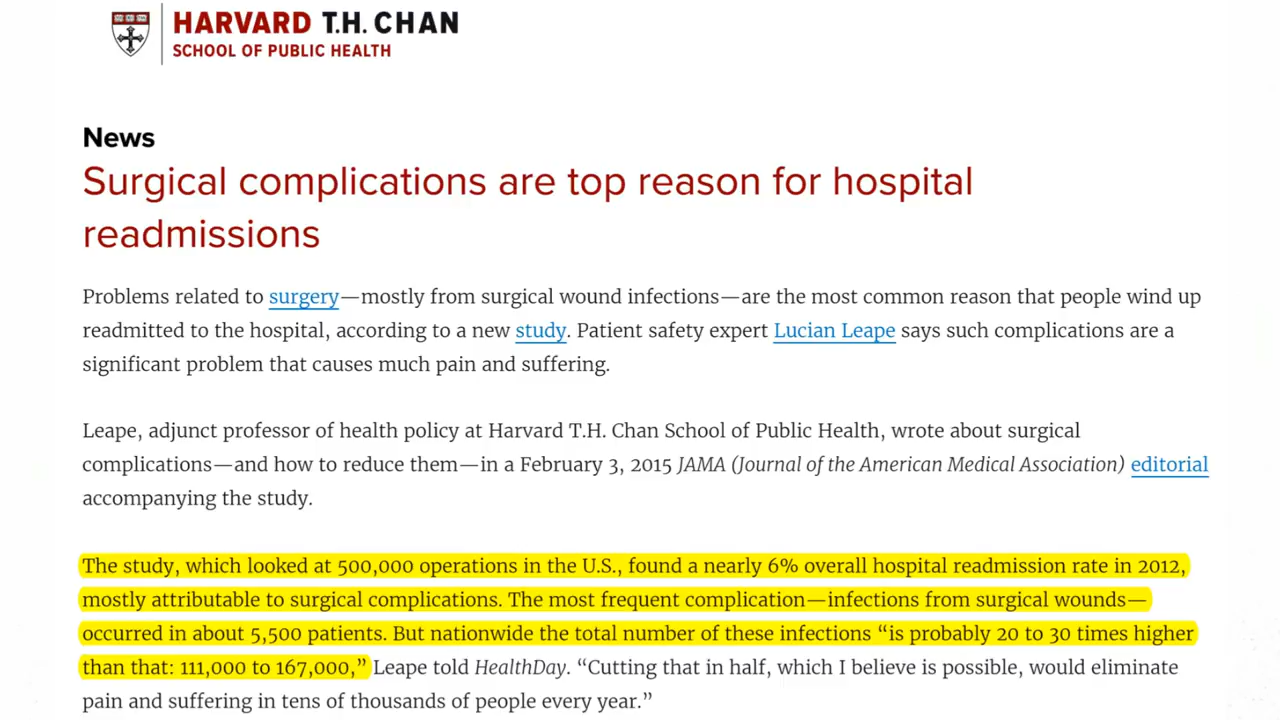 HARVARD T.H. CHAN
SCHOOL OF PUBLIC HEALTH
News
Surgical complications are top reason for hospital
readmissions
Problems related to surgery—mostly from surgical wound infections—are the most common reason that people wind up
readmitted to the hospital, according to a new study. Patient safety expert Lucian Leape says such complications are a
significant problem that causes much pain and suffering.
Leape, adjunct professor of health policy at Harvard T.H. Chan School of Public Health, wrote about surgical
complications—and how to reduce them—in a February 3, 2015 JAMA (Journal of the American Medical Association) editorial
accompanying the study.
The study, which looked at 500,000 operations in the U.S., found a nearly 6% overall hospital readmission rate in 2012,
mostly attributable to surgical complications. The most frequent complication—infections from surgical wounds—
occurred in about 5,500 patients. But nationwide the total number of these infections “is probably 20 to 30 times higher
than that: 111,000 to 167,000,” Leape told HealthDay. “Cutting that in half, which I believe is possible, would eliminate
pain and suffering in tens of thousands of people every year.”